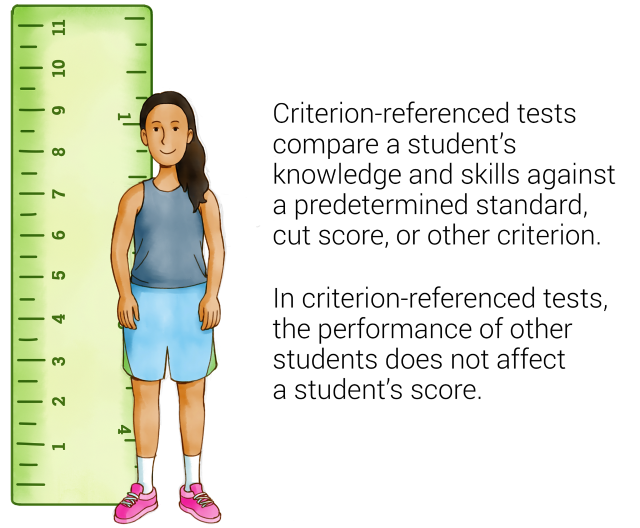 11
10
9
8
7
6
5
4
3
2
1
1
4
Criterion-referenced tests
compare a student’s
knowledge and skills against
a predetermined standard,
cut score, or other criterion.
In criterion-referenced tests,
the performance of other
students does not affect
a student’s score.